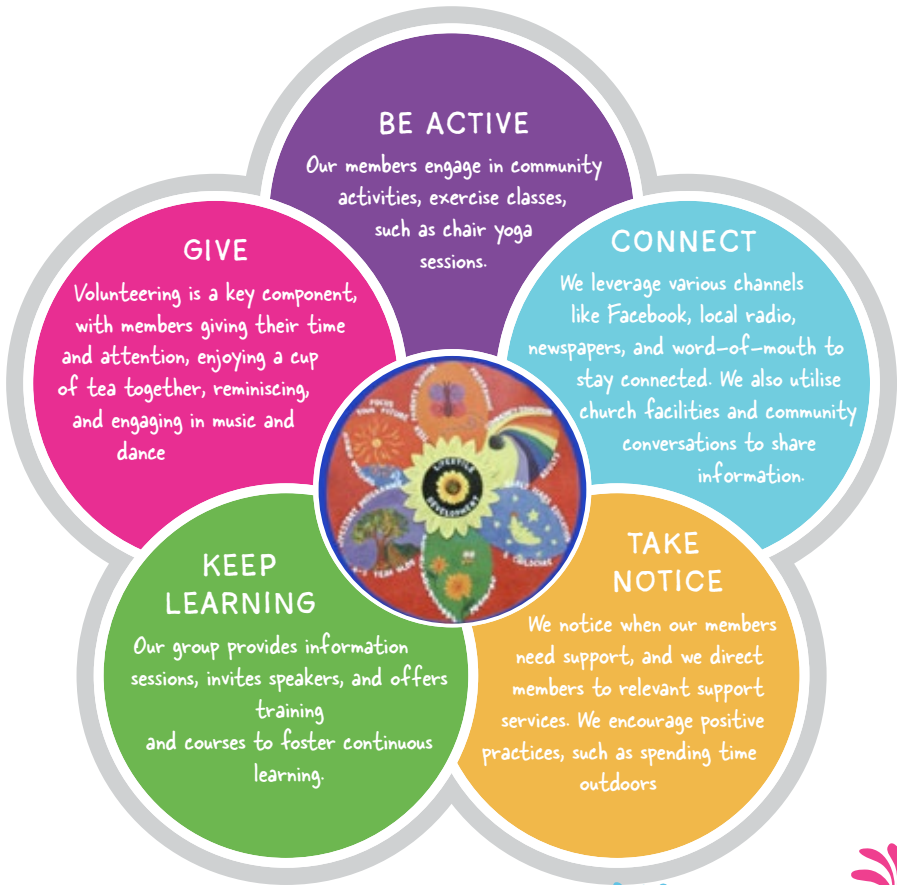 BE ACTIVE
Our members engage in community
activities, exercise classes,
such as chair yoga
sessions.
CONNECT
We leverage various channels
like Facebook, local radio,
newspapers, and word-of-mouth to
stay connected. We also utilise
church facilities and community
conversations to share
information.
TAKE
NOTICE
We notice when our members
need support, and we direct
members to relevant support
services. We encourage positive
practices, such as spending time
outdoors
KEEP
LEARNING
Our group provides information
sessions, invites speakers, and offers
training
and courses to foster continuous
learning.
GIVE
Volunteering is a key component,
with members giving their time
and attention, enjoying a cup
of tea together, reminiscing,
and engaging in music and
dance
LIFESTYLE
DEVELOPMENT
FOCUS
YOUR FUTURE